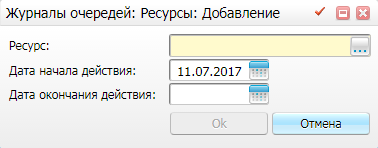 Журналы очередей: Ресурсы: Добавление
Ресурс:
...
Дата начала действия: 11.07.2017
Дата окончания действия:
Ok Отмена